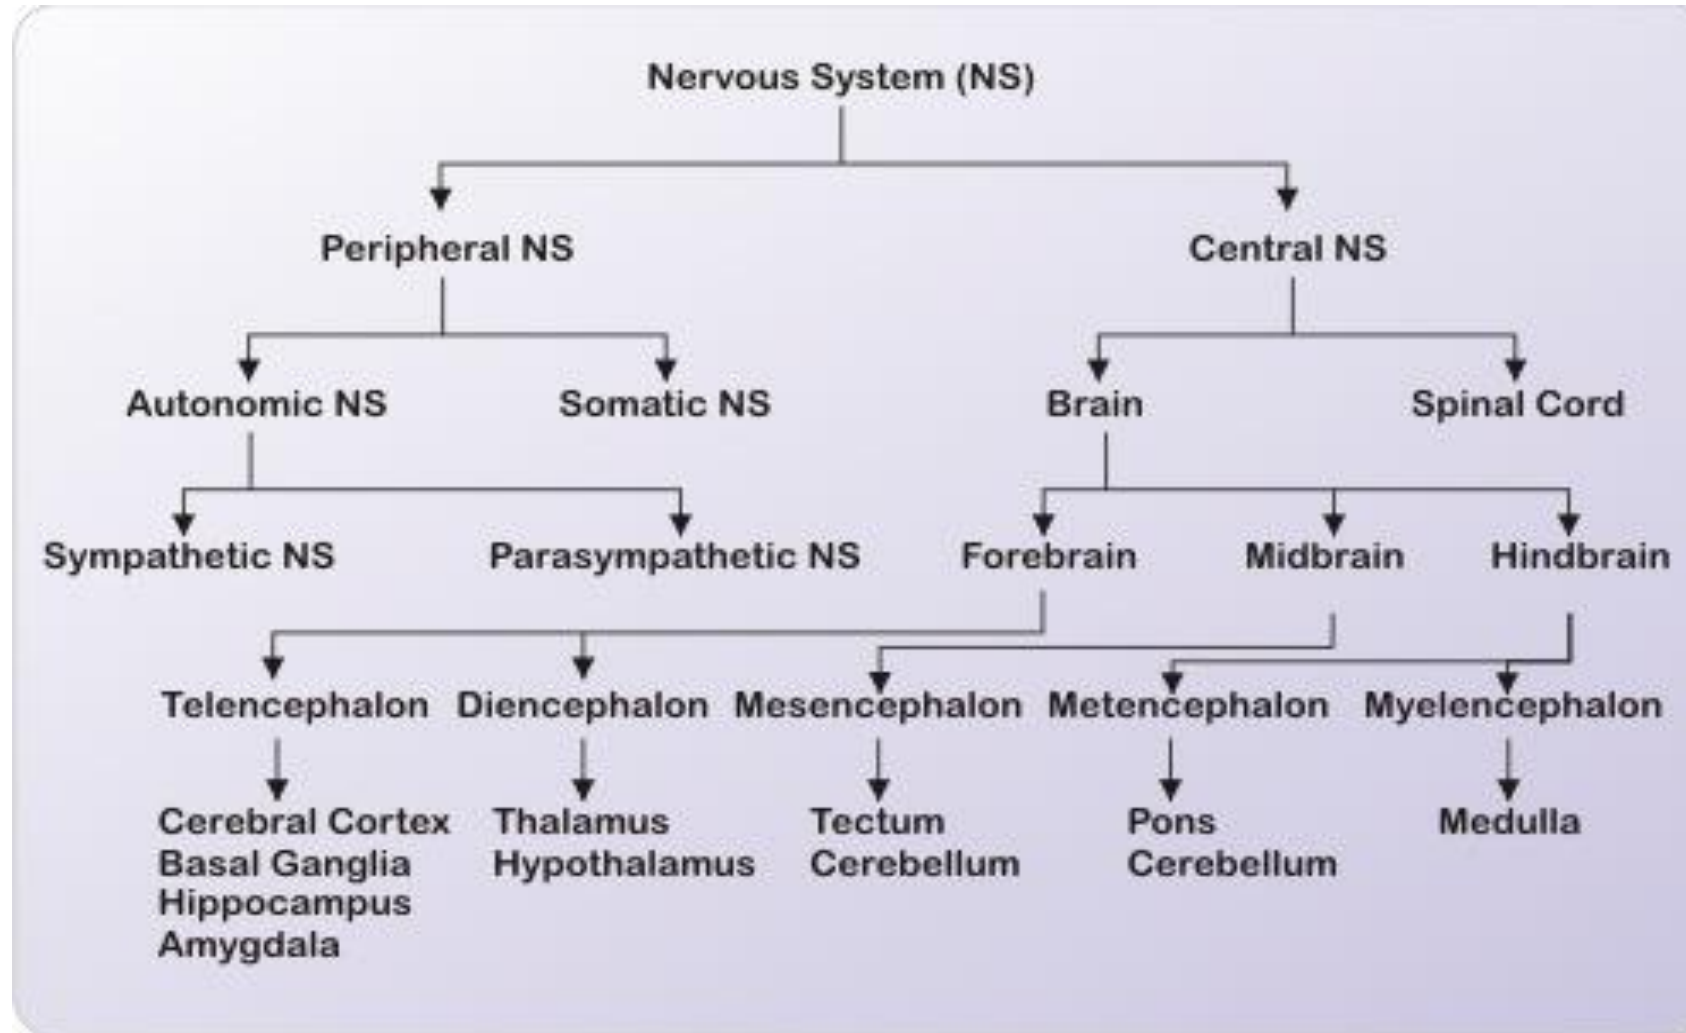 Nervous System (NS)
Peripheral NS
Central NS
Autonomic NS
Somatic NS
Brain
Spinal Cord
Sympathetic NS
Parasympathetic NS
Forebrain
Midbrain
Hindbrain
Telencephalon
Diencephalon
Mesencephalon
Metencephalon
Myelencephalon
Cerebral Cortex
Basal Ganglia
Hippocampus
Amygdala
Thalamus
Hypothalamus
Tectum
Cerebellum
Pons
Cerebellum
Medulla